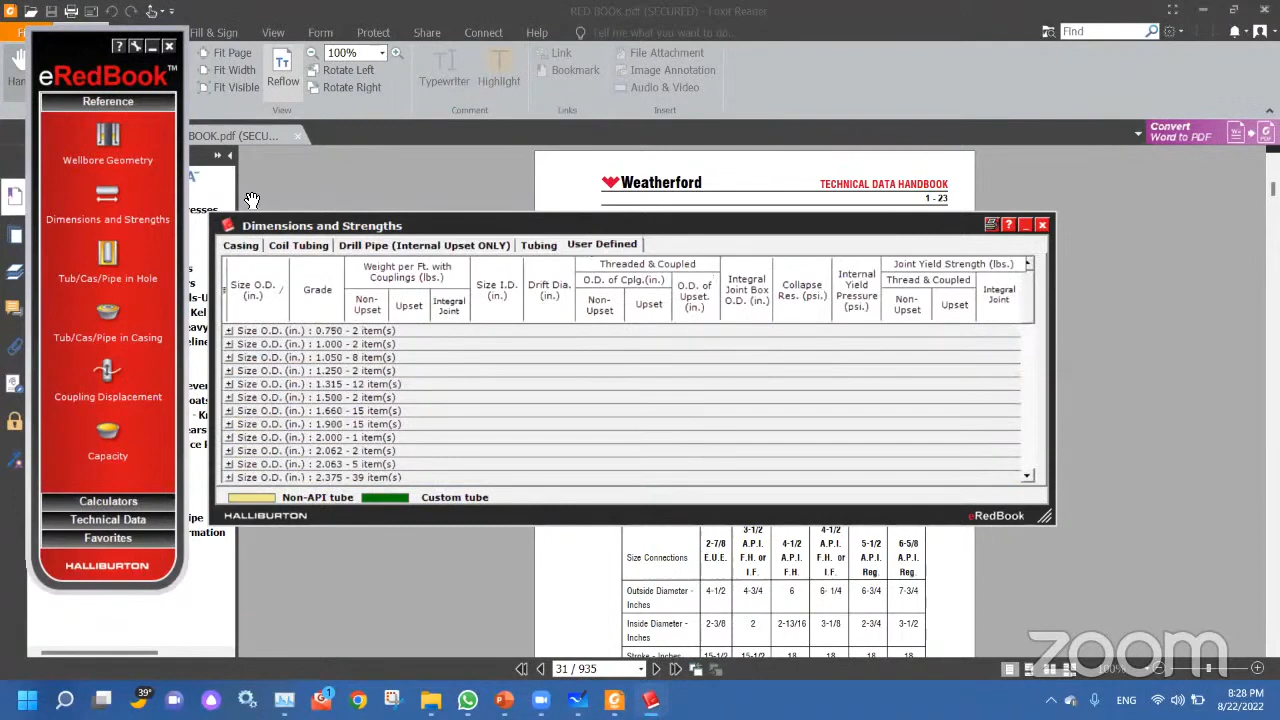 RED BOOK.pdf (SECURED) - Foxit Reader
Fill & Sign View Form Protect Share Connect Help Tell me what you want to do... Find
Fit Page 100% Link File Attachment
Fit Width Rotate Left Bookmark Image Annotation
Fit Visible Reflow Rotate Right Typewriter Highlight Audio & Video
View Comment Links Insert
BOOK.pdf (SECU...
Convert
Word to PDF
eRedBook™
Reference
Wellbore Geometry
Dimensions and Strengths
Tub/Cas/Pipe in Hole
Tub/Cas/Pipe in Casing
Coupling Displacement
Capacity
Calculators
Technical Data
Favorites
HALLIBURTON
Weatherford TECHNICAL DATA HANDBOOK
1 - 23
Dimensions and Strengths
Casing Coil Tubing Drill Pipe (Internal Upset ONLY) Tubing User Defined
Size O.D. / (in.)
Grade
Weight per Ft. with Couplings (lbs.)
Non-Upset Upset Integral Joint
Size I.D. (in.)
Drift Dia. (in.)
Threaded & Coupled
O.D. of Cplg.(in.)
Non-Upset Upset
O.D. of Upset. (in.)
Integral Joint Box O.D. (in.)
Collapse Res. (psi.)
Internal Yield Pressure (psi.)
Joint Yield Strength (lbs.)
Thread & Coupled
Non-Upset Upset
Integral Joint
Size O.D. (in.) : 0.750 - 2 item(s)
Size O.D. (in.) : 1.000 - 2 item(s)
Size O.D. (in.) : 1.050 - 8 item(s)
Size O.D. (in.) : 1.250 - 2 item(s)
Size O.D. (in.) : 1.315 - 12 item(s)
Size O.D. (in.) : 1.500 - 2 item(s)
Size O.D. (in.) : 1.660 - 15 item(s)
Size O.D. (in.) : 1.900 - 15 item(s)
Size O.D. (in.) : 2.000 - 1 item(s)
Size O.D. (in.) : 2.062 - 2 item(s)
Size O.D. (in.) : 2.063 - 5 item(s)
Size O.D. (in.) : 2.375 - 39 item(s)
Non-API tube Custom tube
HALLIBURTON eRedBook
3-1/2 4-1/2
2-7/8 A.P.I. 4-1/2 A.P.I. 5-1/2 6-5/8
Size Connections E.U.E. F.H. or A.P.I. F.H. or A.P.I. A.P.I.
I.F. F.H. I.F. Reg. Reg.
Outside Diameter - 4-1/2 4-3/4 6 6- 1/4 6-3/4 7-3/4
Inches
Inside Diameter - 2-3/8 2 2-13/16 3-1/8 2-3/4 3-1/2
Inches
Stroke - Inches 15-1/2 15-1/2 18 18 18 18
31 / 935
100%
zoom
39°
ENG
8:28 PM
8/22/2022